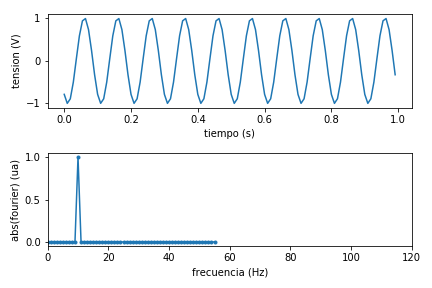 1
0
−1
tension (V)
0.0 0.2 0.4 0.6 0.8 1.0
tiempo (s)
1.0
0.5
0.0
abs(fourier) (ua)
0 20 40 60 80 100 120
frecuencia (Hz)